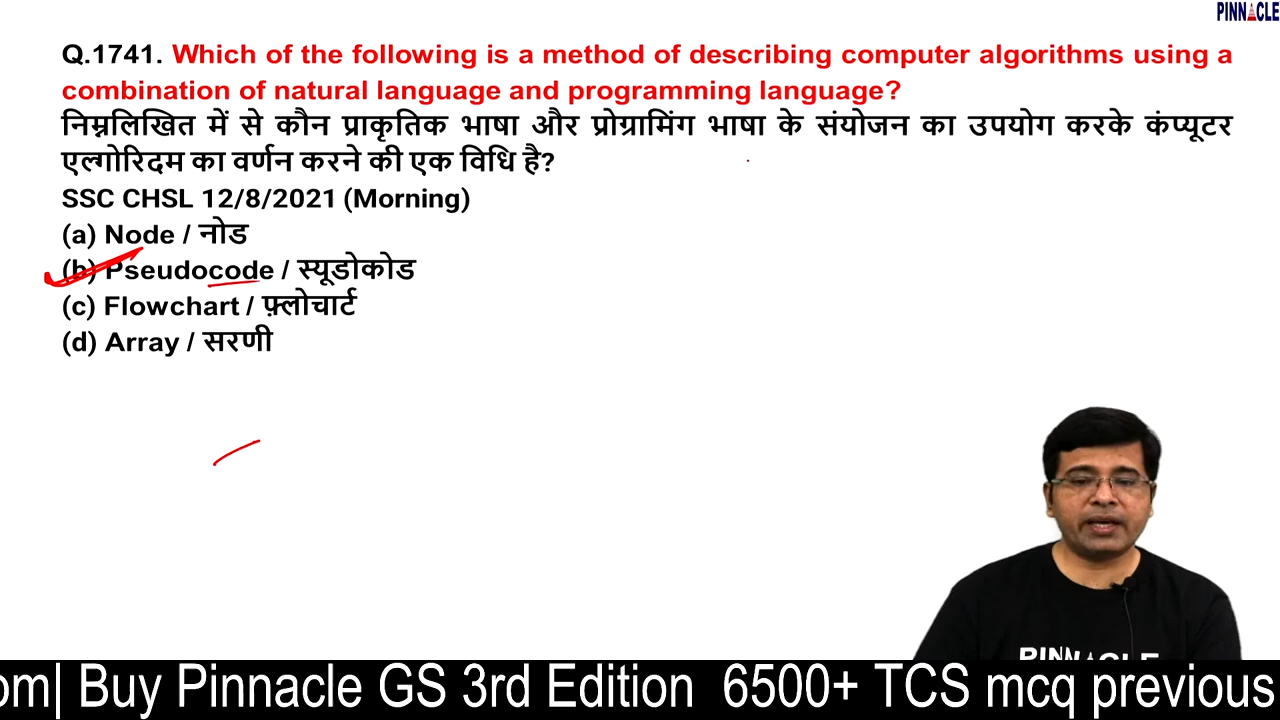 PINNACLE
Q.1741. Which of the following is a method of describing computer algorithms using a
combination of natural language and programming language?
निम्नलिखित में से कौन प्राकृतिक भाषा और प्रोग्रामिंग भाषा के संयोजन का उपयोग करके कंप्यूटर
एल्गोरिदम का वर्णन करने की एक विधि है?
SSC CHSL 12/8/2021 (Morning)
(a) Node / नोड
(b) Pseudocode / स्यूडोकोड
(c) Flowchart / फ़्लोचार्ट
(d) Array / सरणी
PINNACLE
om| Buy Pinnacle GS 3rd Edition 6500+ TCS mcq previous